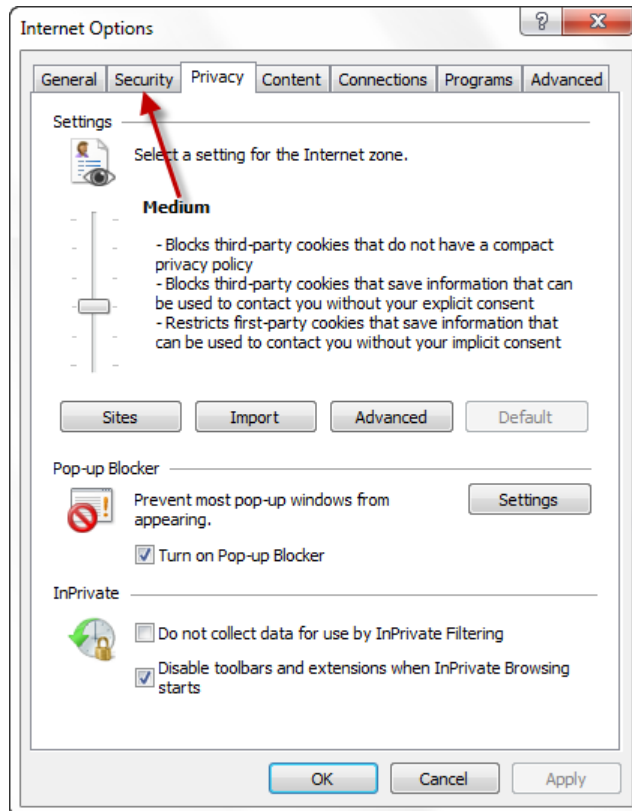 Internet Options
?
General Security Privacy Content Connections Programs Advanced
Settings
Select a setting for the Internet zone.
Medium
- Blocks third-party cookies that do not have a compact
privacy policy
- Blocks third-party cookies that save information that can
be used to contact you without your explicit consent
- Restricts first-party cookies that save information that
can be used to contact you without your implicit consent
Sites Import Advanced Default
Pop-up Blocker
Prevent most pop-up windows from
appearing.
Settings
Turn on Pop-up Blocker
InPrivate
Do not collect data for use by InPrivate Filtering
Disable toolbars and extensions when InPrivate Browsing
starts
OK Cancel Apply